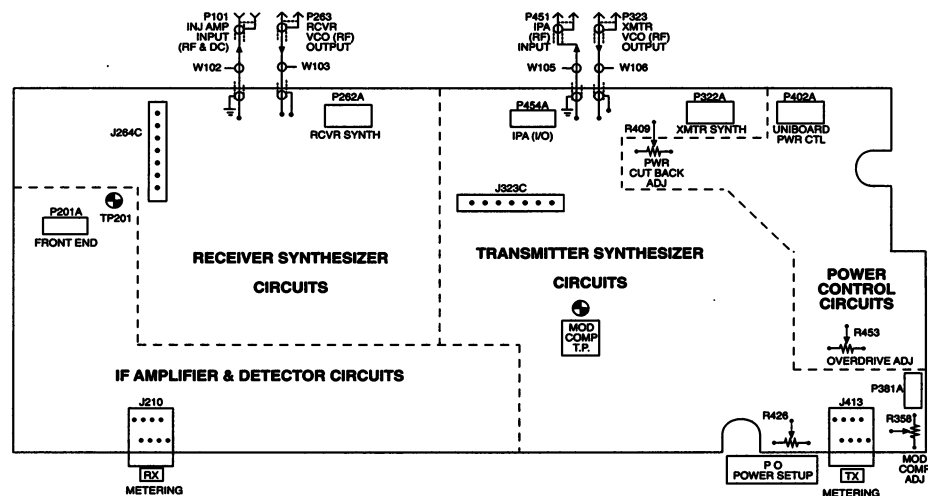 P101
INJ AMP
INPUT
(RF & DC)
P263
RCVR
VCO (RF)
OUTPUT
P451
IPA
(RF)
INPUT
P323
XMTR
VCO (RF)
OUTPUT
W102
W103
W105
W106
P262A
RCVR SYNTH
P454A
IPA (I/O)
P322A
XMTR SYNTH
P402A
UNIBOARD
PWR CTL
J264C
R409
PWR
CUT BACK
ADJ
J323C
P201A
FRONT END
TP201
RECEIVER SYNTHESIZER
CIRCUITS
TRANSMITTER SYNTHESIZER
CIRCUITS
MOD
COMP
T.P.
POWER
CONTROL
CIRCUITS
R453
OVERDRIVE ADJ
IF AMPLIFIER & DETECTOR CIRCUITS
P381A
J210
J413
R426
R358
RX
METERING
P O
POWER SETUP
TX
METERING
MOD
COMP
ADJ